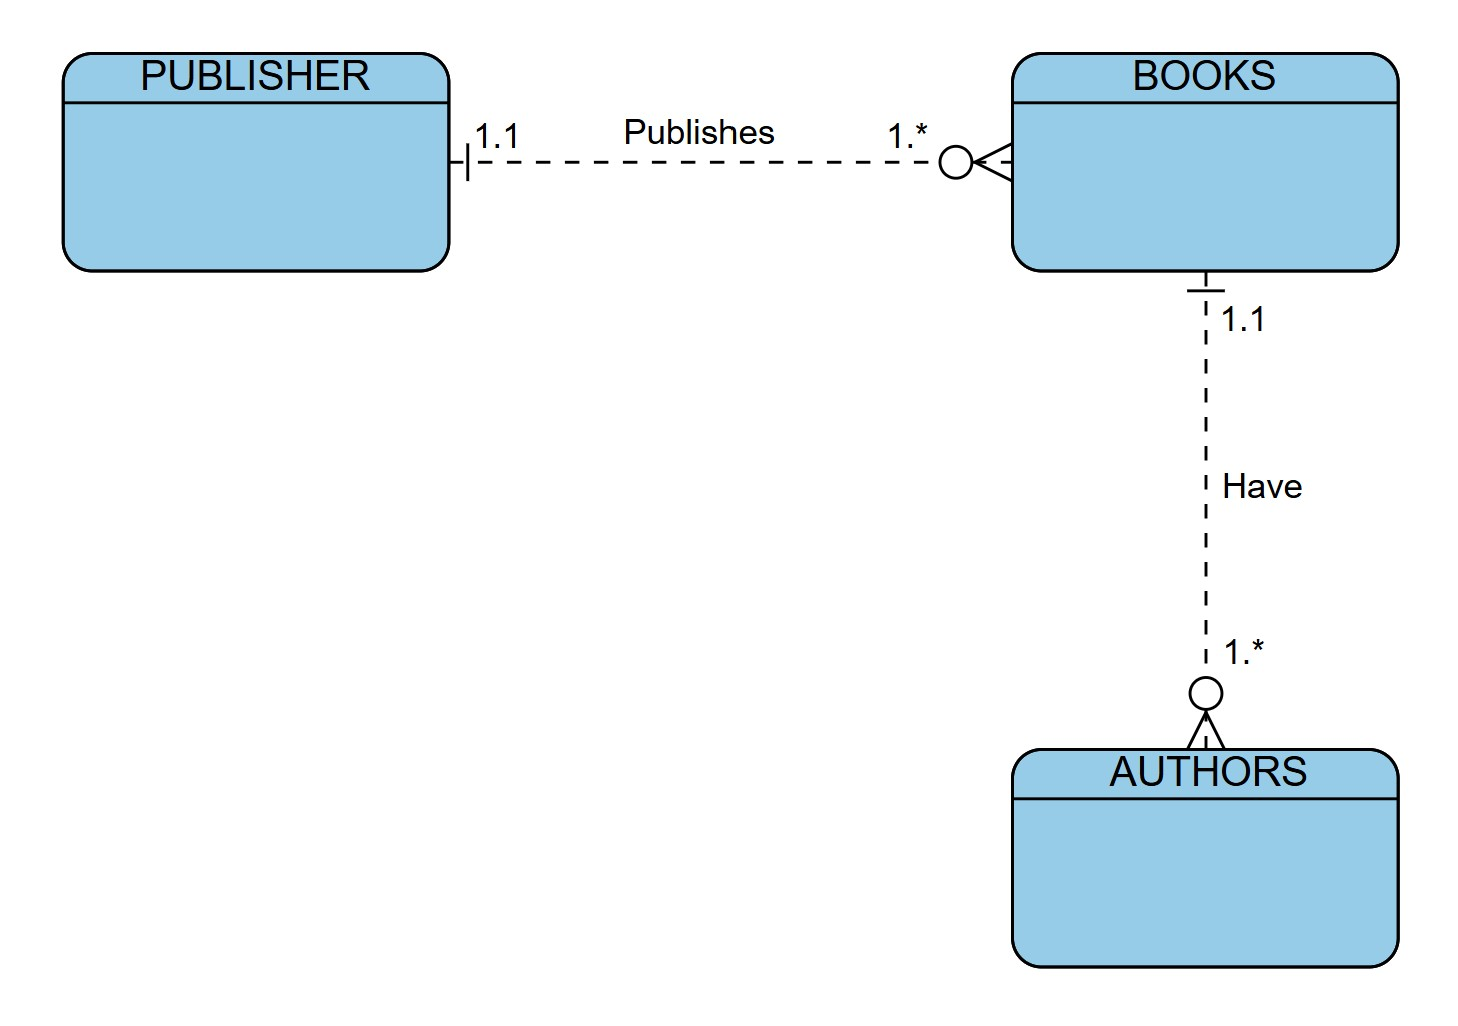 PUBLISHER
BOOKS
1.1
Publishes
1.*
1.1
Have
1.*
AUTHORS